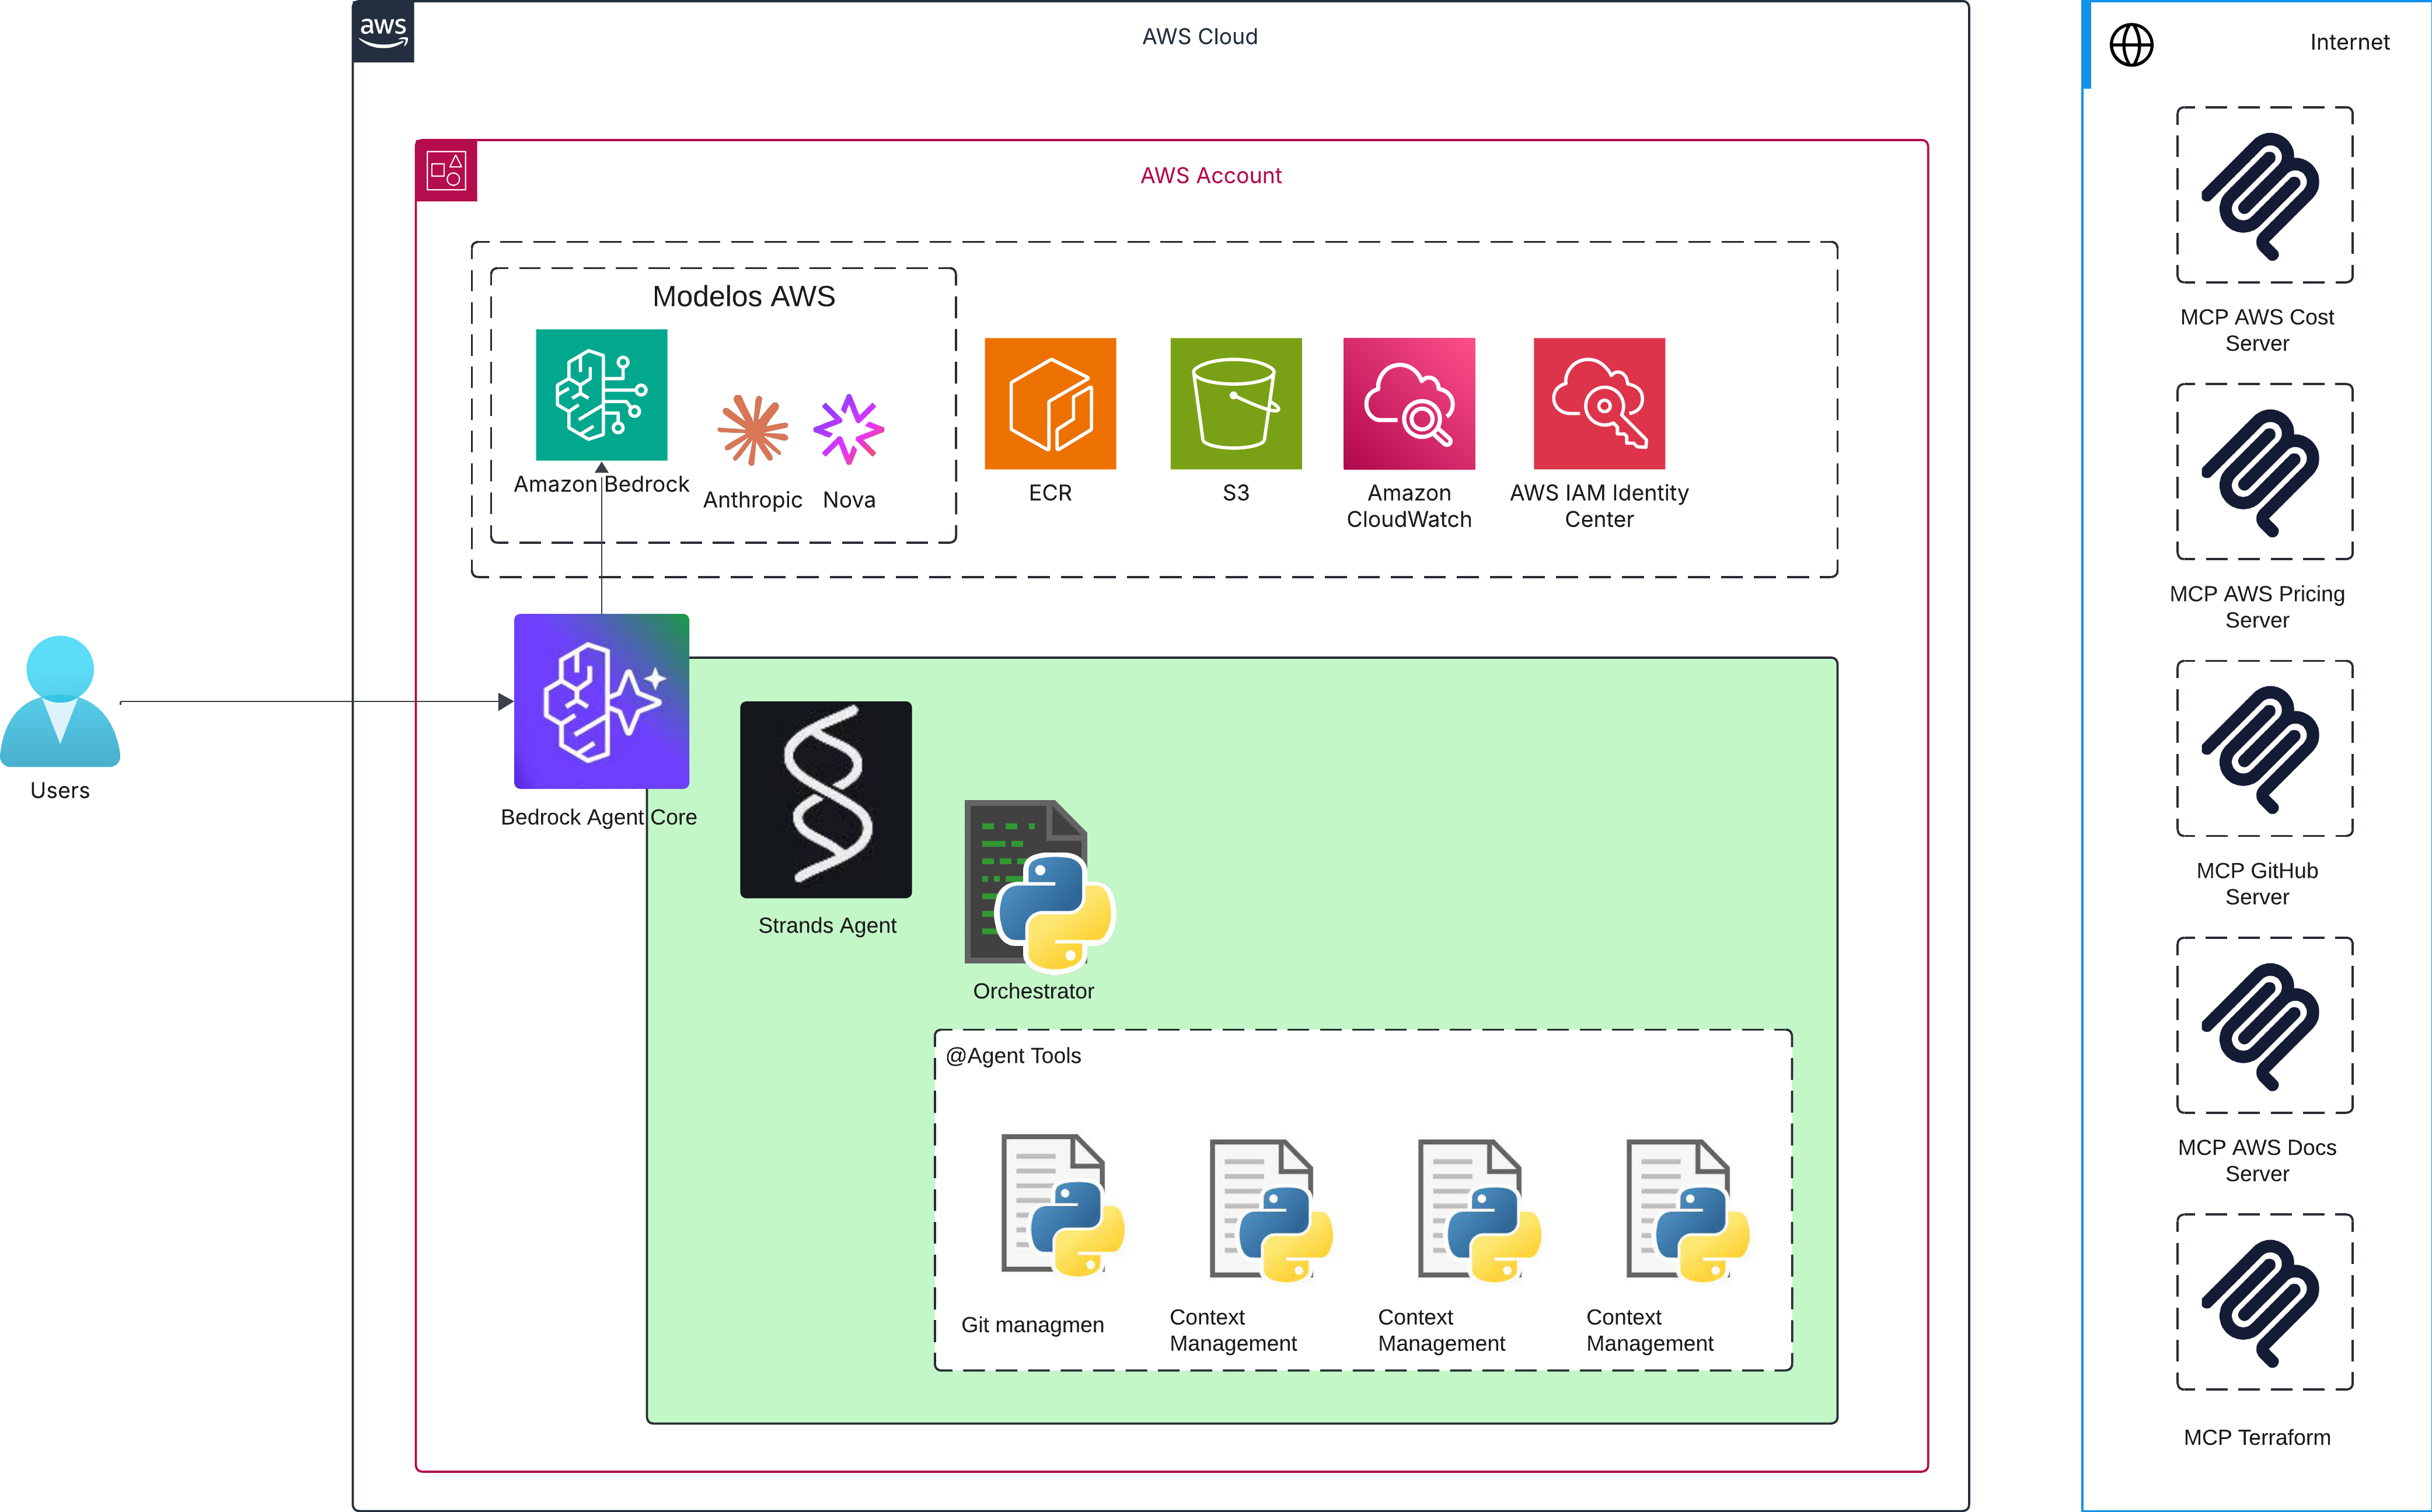 aws
AWS Cloud
Internet
AWS Account
Modelos AWS
Amazon Bedrock
Anthropic
Nova
ECR
S3
Amazon
CloudWatch
AWS IAM Identity
Center
Users
Bedrock Agent Core
Strands Agent
Orchestrator
@Agent Tools
Git managmen
Context
Management
Context
Management
Context
Management
MCP AWS Cost
Server
MCP AWS Pricing
Server
MCP GitHub
Server
MCP AWS Docs
Server
MCP Terraform